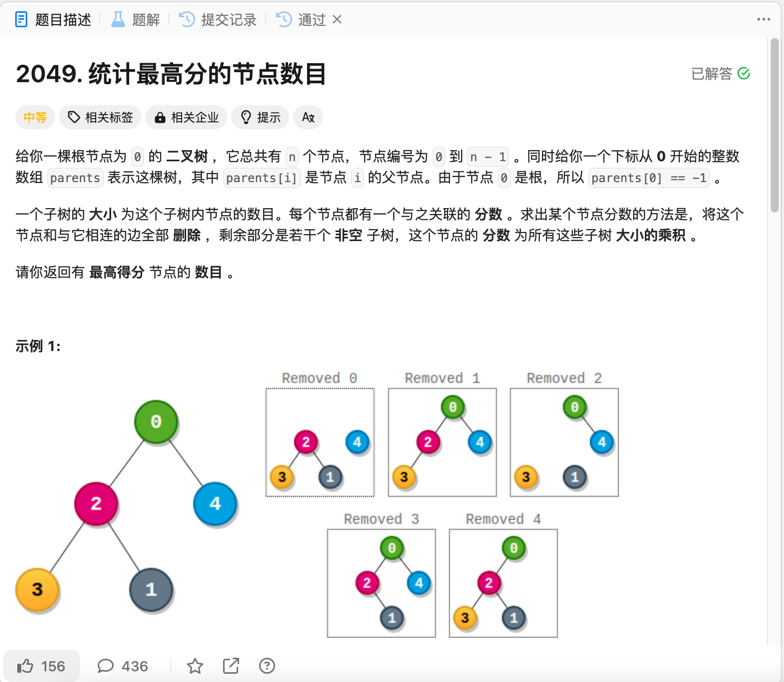 题目描述 题解 提交记录 通过
2049. 统计最高分的节点数目 已解答
中等 相关标签 相关企业 提示 Aあ
给你一棵根节点为 0 的 二叉树 ，它总共有 n 个节点，节点编号为 0 到 n - 1 。同时给你一个下标从 0 开始的整数
数组 parents 表示这棵树，其中 parents[i] 是节点 i 的父节点。由于节点 0 是根，所以 parents[0] == -1 。
一个子树的 大小 为这个子树内节点的数目。每个节点都有一个与之关联的 分数 。求出某个节点分数的方法是，将这个
节点和与它相连的边全部 删除 ，剩余部分是若干个 非空 子树，这个节点的 分数 为所有这些子树 大小的乘积 。
请你返回有 最高得分 节点的 数目 。
示例 1:
0
2 4
3 1
Removed 0 Removed 1 Removed 2
2 4 3 1
0 2 4 3
0 4 3 1
Removed 3 Removed 4
0 2 4 1
0 2 3 1
156 436